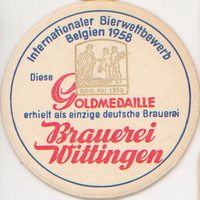 Internationaler Bierwettbewerb
Belgien 1958
Diese
GOLDMEDAILLE
erhielt als einzige deutsche Brauerei
Brauerei
Wittingen